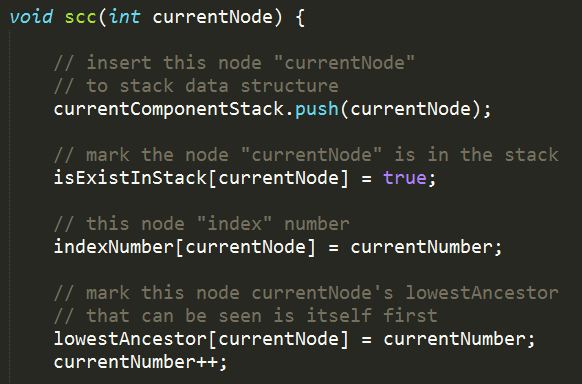 void scc(int currentNode) {
// insert this node "currentNode"
// to stack data structure
currentComponentStack.push(currentNode);
// mark the node "currentNode" is in the stack
isExistInStack[currentNode] = true;
// this node "index" number
indexNumber[currentNode] = currentNumber;
// mark this node currentNode's lowestAncestor
// that can be seen is itself first
lowestAncestor[currentNode] = currentNumber;
currentNumber++;